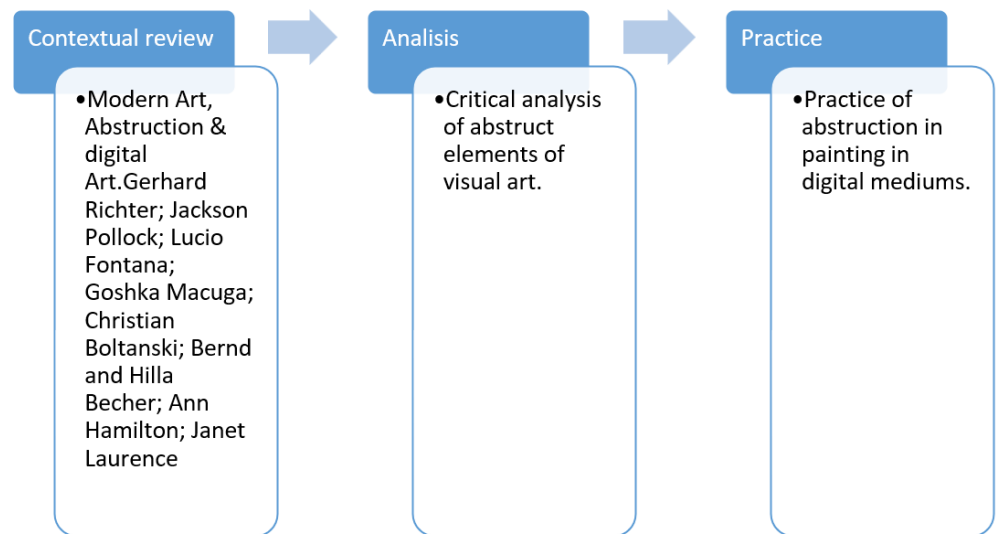 Contextual review
•Modern Art,
Abstruction &
digital
Art.Gerhard
Richter; Jackson
Pollock; Lucio
Fontana;
Goshka Macuga;
Christian
Boltanski; Bernd
and Hilla
Becher; Ann
Hamilton; Janet
Laurence
Analisis
•Critical analysis
of abstruct
elements of
visual art.
Practice
•Practice of
abstruction in
painting in
digital mediums.